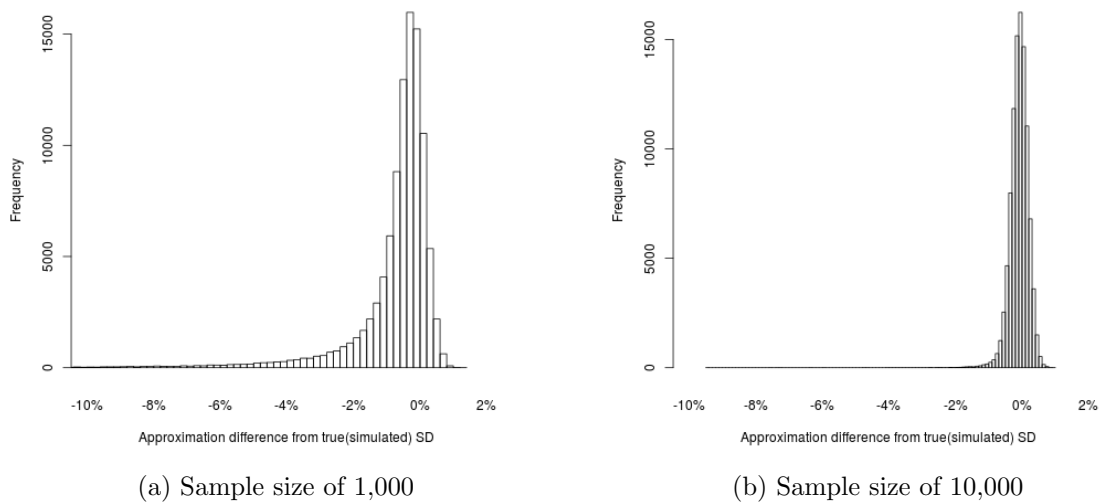 15000
10000
5000
0
Frequency
-10% -8% -6% -4% -2% 0% 2%
Approximation difference from true(simulated) SD
(a) Sample size of 1,000
15000
10000
5000
0
Frequency
-10% -8% -6% -4% -2% 0% 2%
Approximation difference from true(simulated) SD
(b) Sample size of 10,000